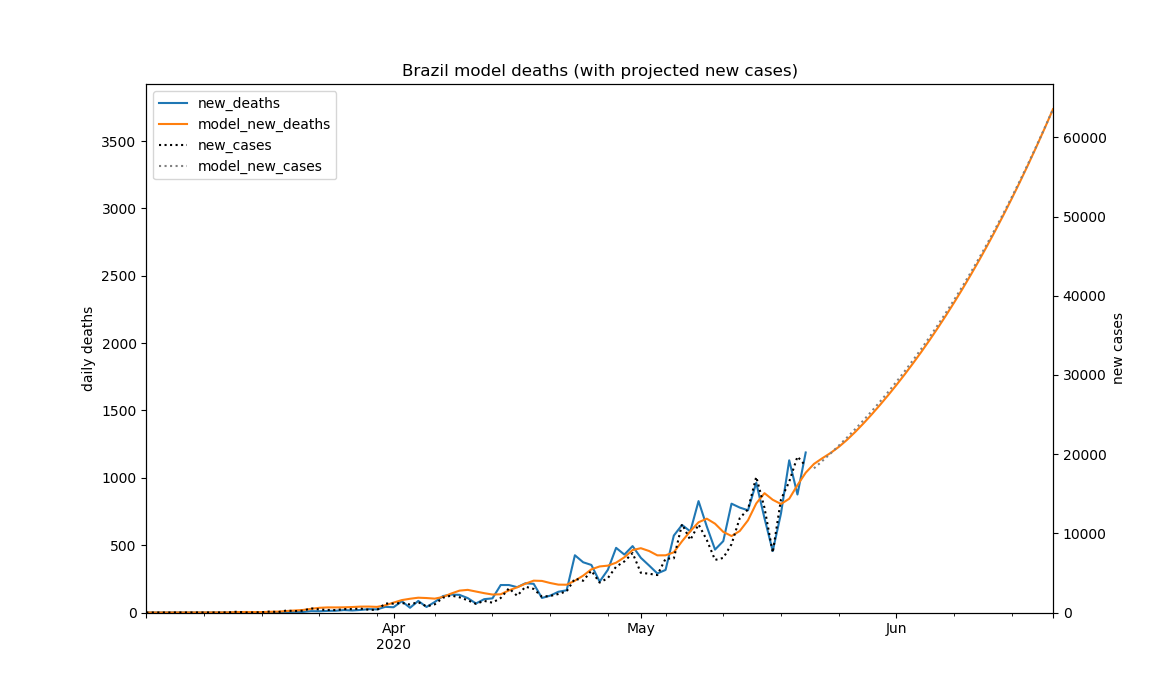 Brazil model deaths (with projected new cases)
new_deaths
model_new_deaths
new_cases
model_new_cases
daily deaths
3500
3000
2500
2000
1500
1000
500
0
60000
50000
40000
30000
20000
10000
0
new cases
Apr
2020
May
Jun